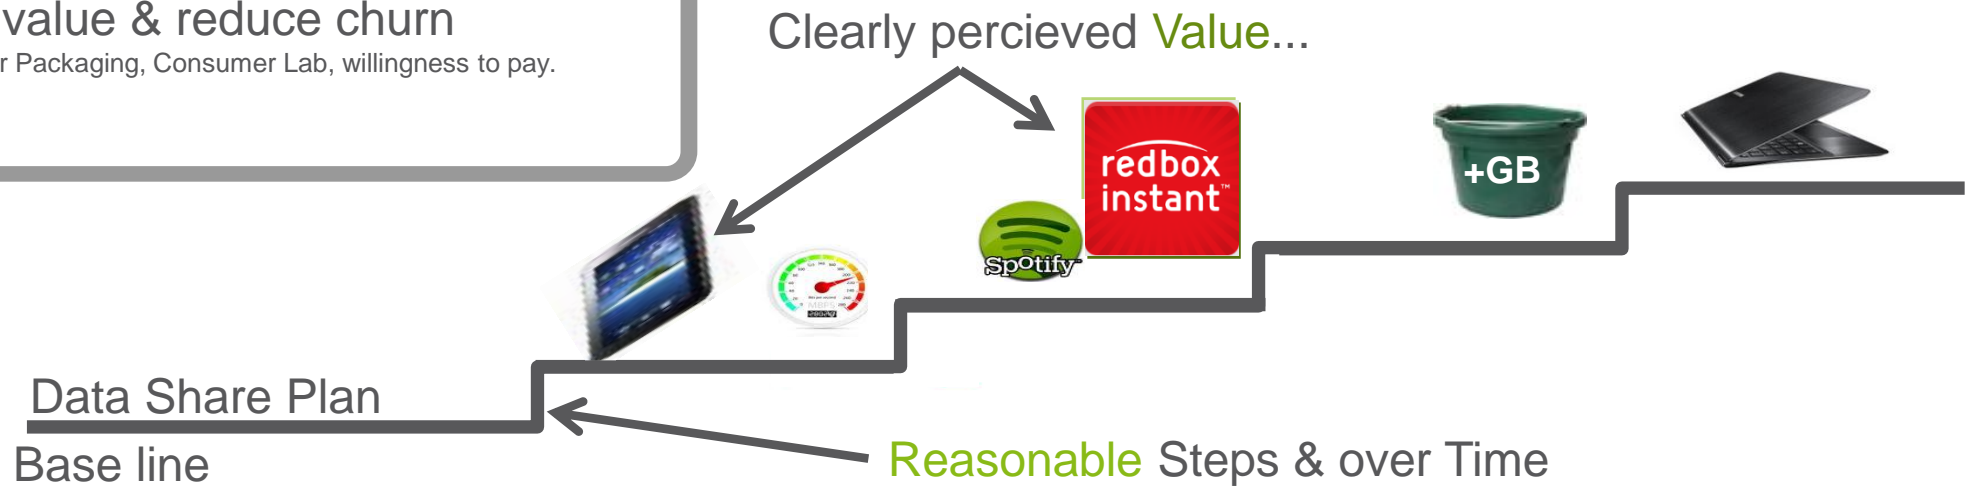 value & reduce churn
r Packaging, Consumer Lab, willingness to pay.
Clearly percieved Value...
redbox
instant™
+GB
Spotify
Data Share Plan
Base line
Reasonable Steps & over Time